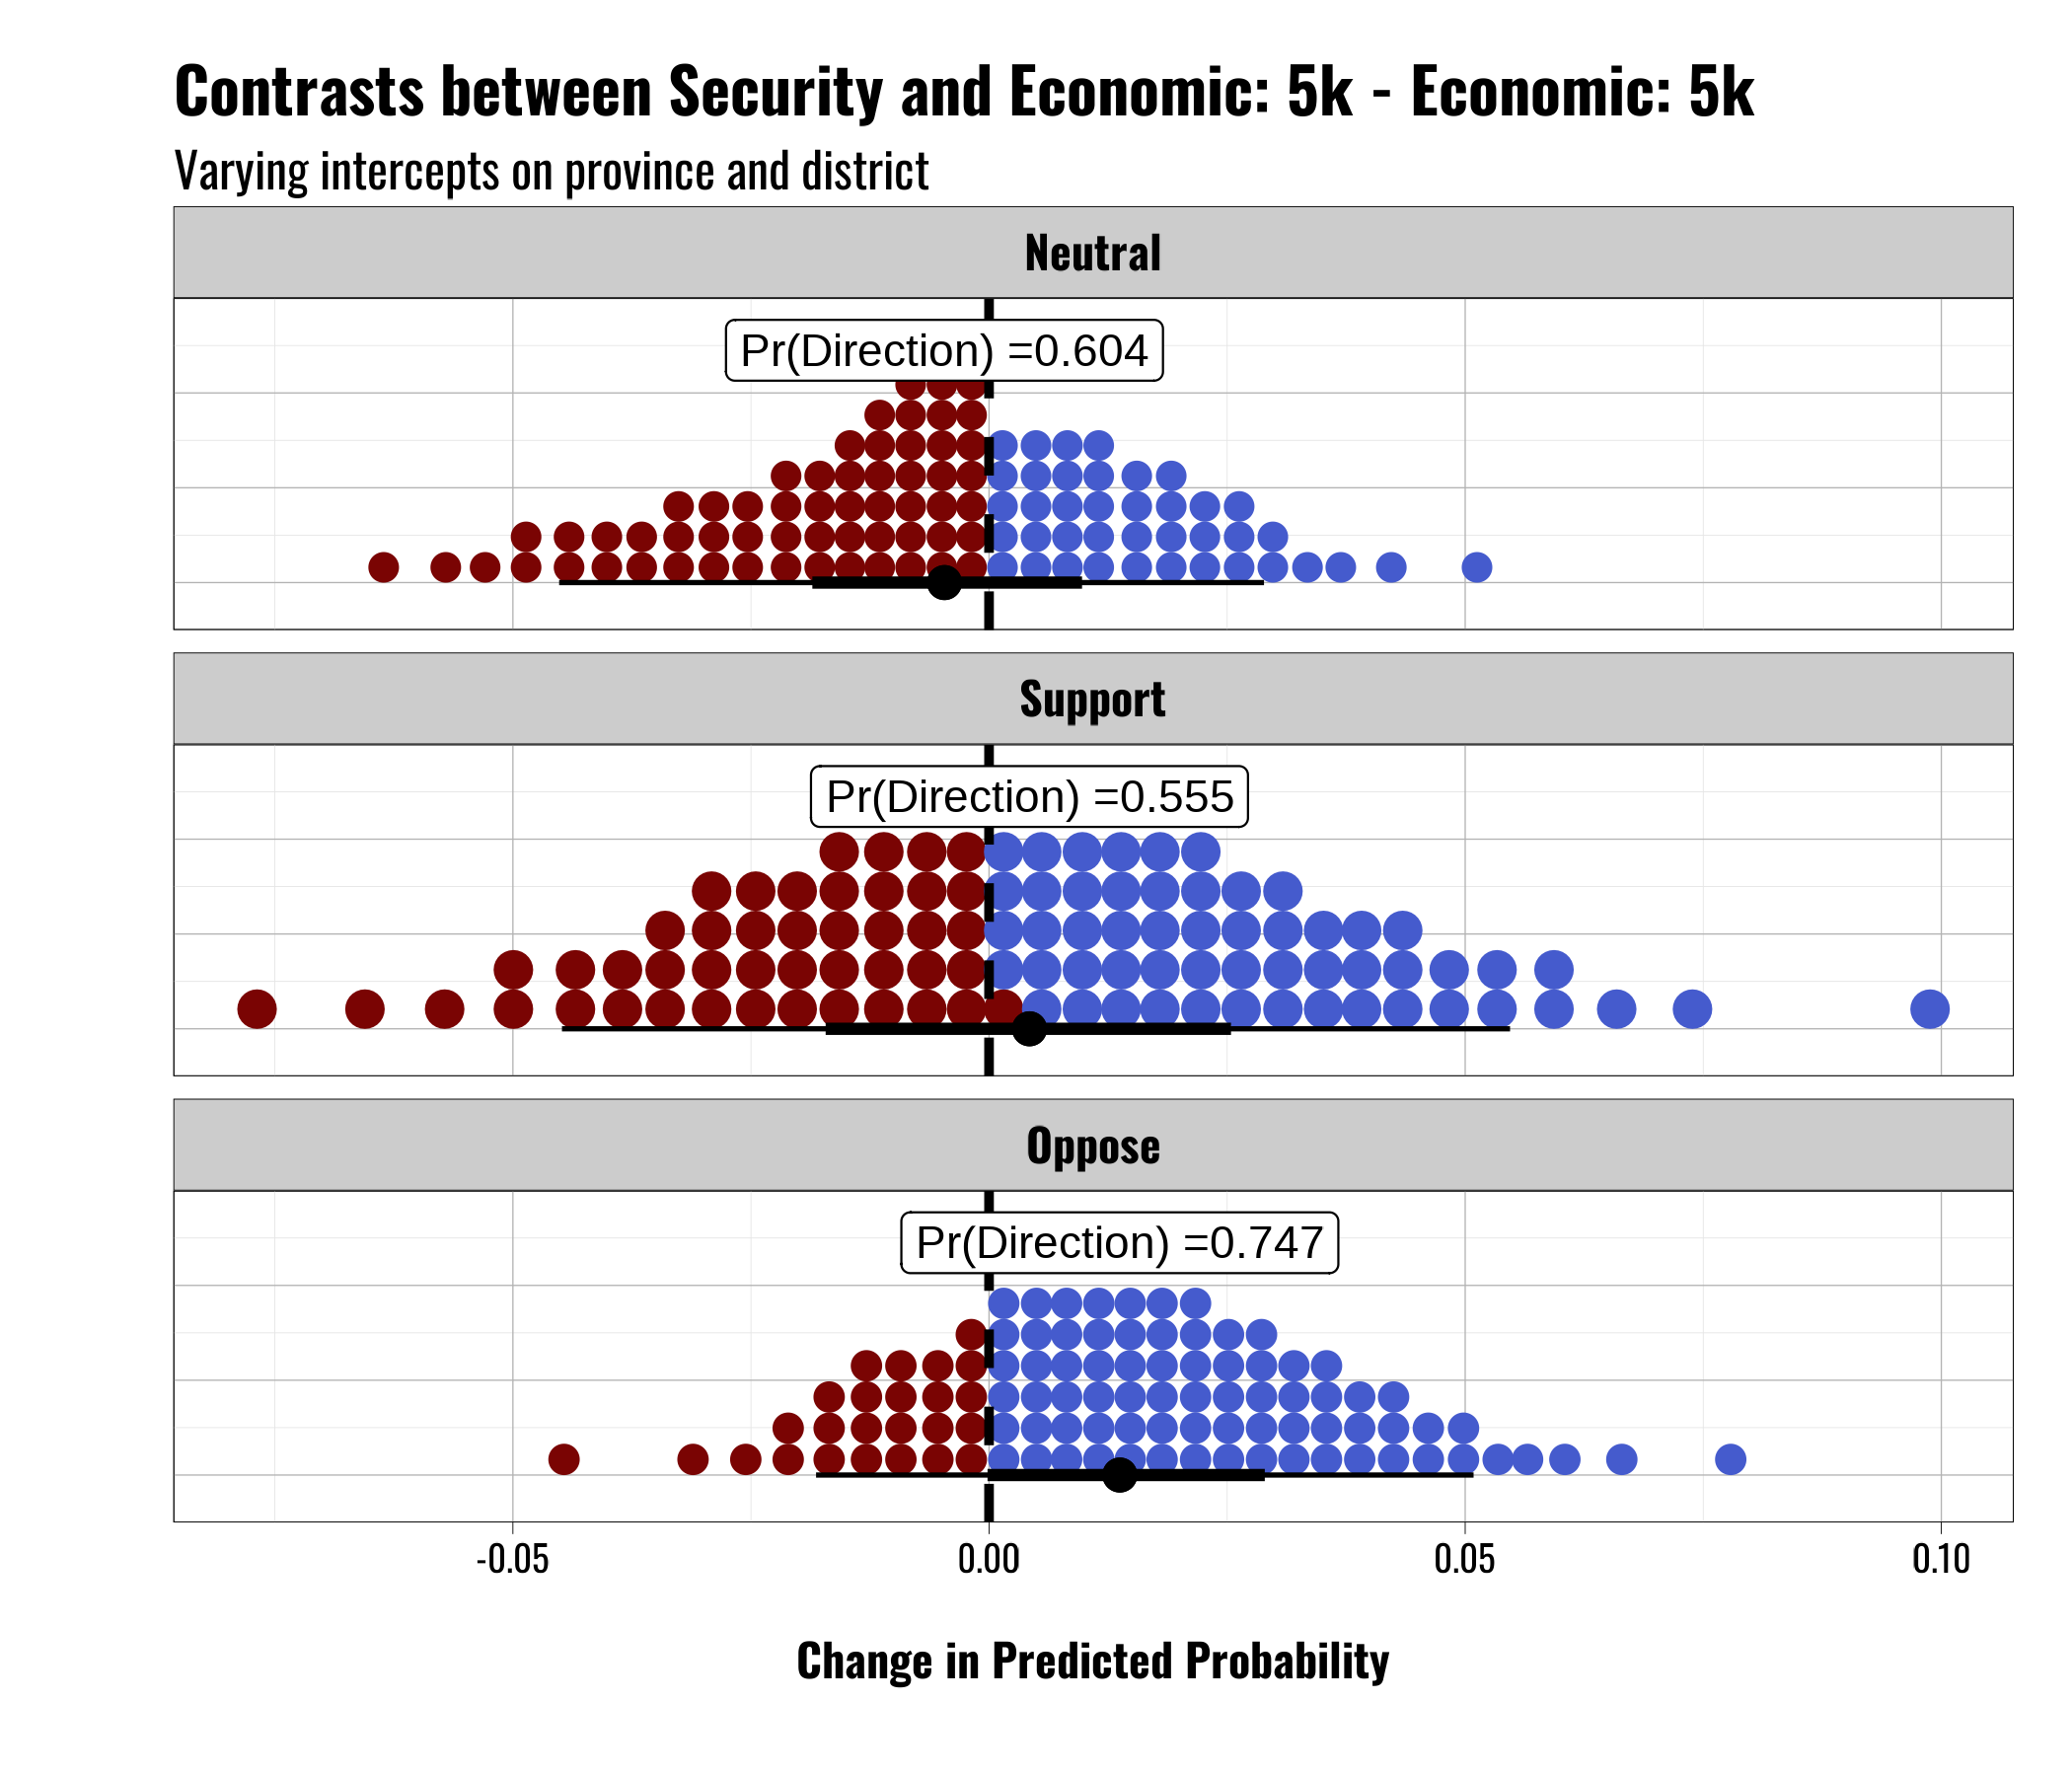 Contrasts between Security and Economic: 5k - Economic: 5k
Varying intercepts on province and district
Neutral
Pr(Direction) =0.604
Support
Pr(Direction) =0.555
Oppose
Pr(Direction) =0.747
-0.05 0.00 0.05 0.10
Change in Predicted Probability